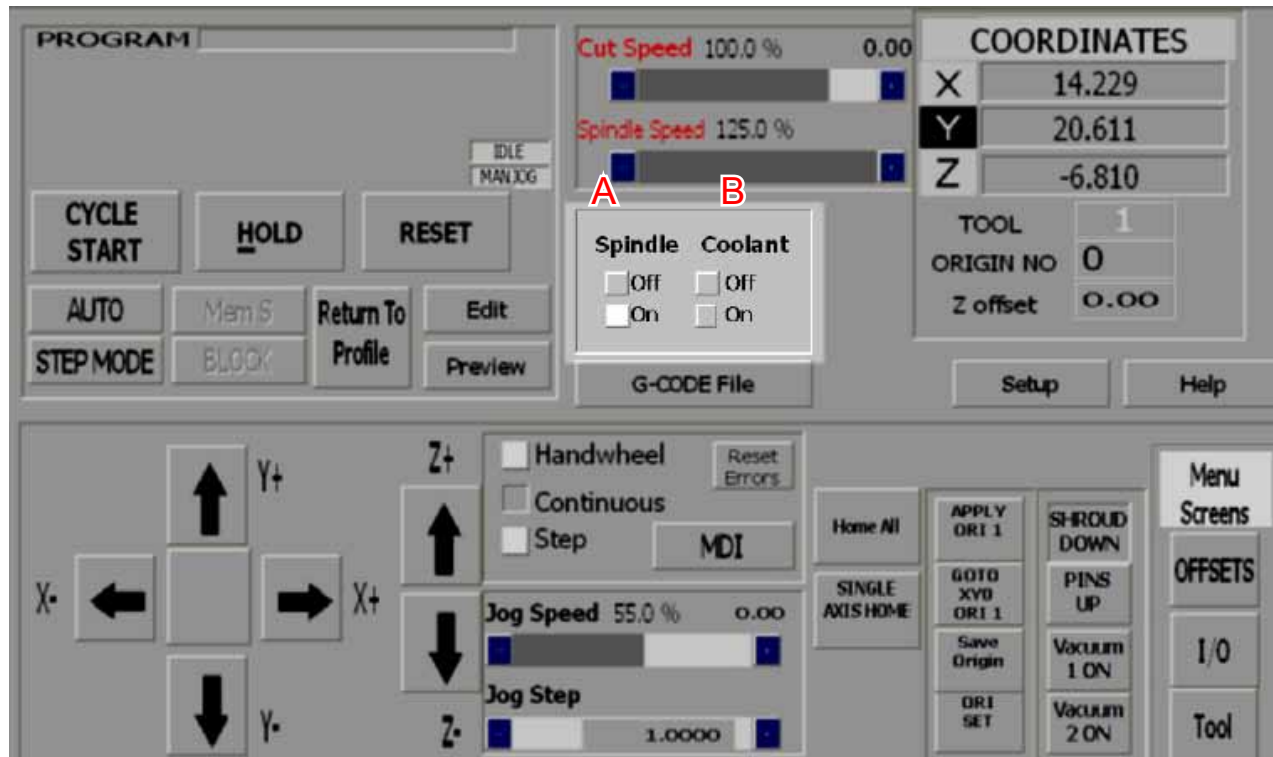 PROGRAM
IDLE
MANJOG
CYCLE START
HOLD
RESET
AUTO
Mem S
Return To Profile
Edit
STEP MODE
BLOCK
Preview
Cut Speed 100.0 % 0.00
Spindle Speed 125.0 %
A B
Spindle Coolant
Off Off
On On
G-CODE File
COORDINATES
X 14.229
Y 20.611
Z -6.810
TOOL 1
ORIGIN NO 0
Z offset 0.00
Setup
Help
Y+
X-
X+
Y-
Z+
Z-
Handwheel
Continuous
Step
Reset
Errors
MDI
Jog Speed 55.0 % 0.00
Jog Step
1.0000
Home All
SINGLE
AXIS HOME
APPLY
ORI 1
GOTO
XY0
ORI 1
Save
Origin
ORI
SET
SHROUD
DOWN
PINS
UP
Vacuum
1 ON
Vacuum
2 ON
Menu
Screens
OFFSETS
I/O
Tool